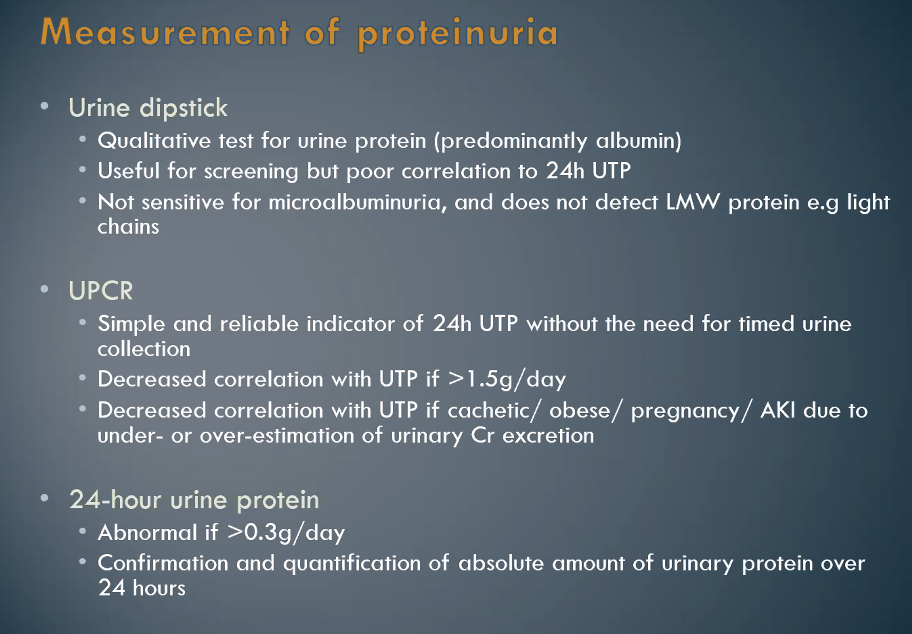 Measurement of proteinuria
• Urine dipstick
• Qualitative test for urine protein (predominantly albumin)
• Useful for screening but poor correlation to 24h UTP
• Not sensitive for microalbuminuria, and does not detect LMW protein e.g light
chains
• UPCR
• Simple and reliable indicator of 24h UTP without the need for timed urine
collection
• Decreased correlation with UTP if >1.5g/day
• Decreased correlation with UTP if cachetic/ obese/ pregnancy/ AKI due to
under- or over-estimation of urinary Cr excretion
• 24-hour urine protein
• Abnormal if >0.3g/day
• Confirmation and quantification of absolute amount of urinary protein over
24 hours